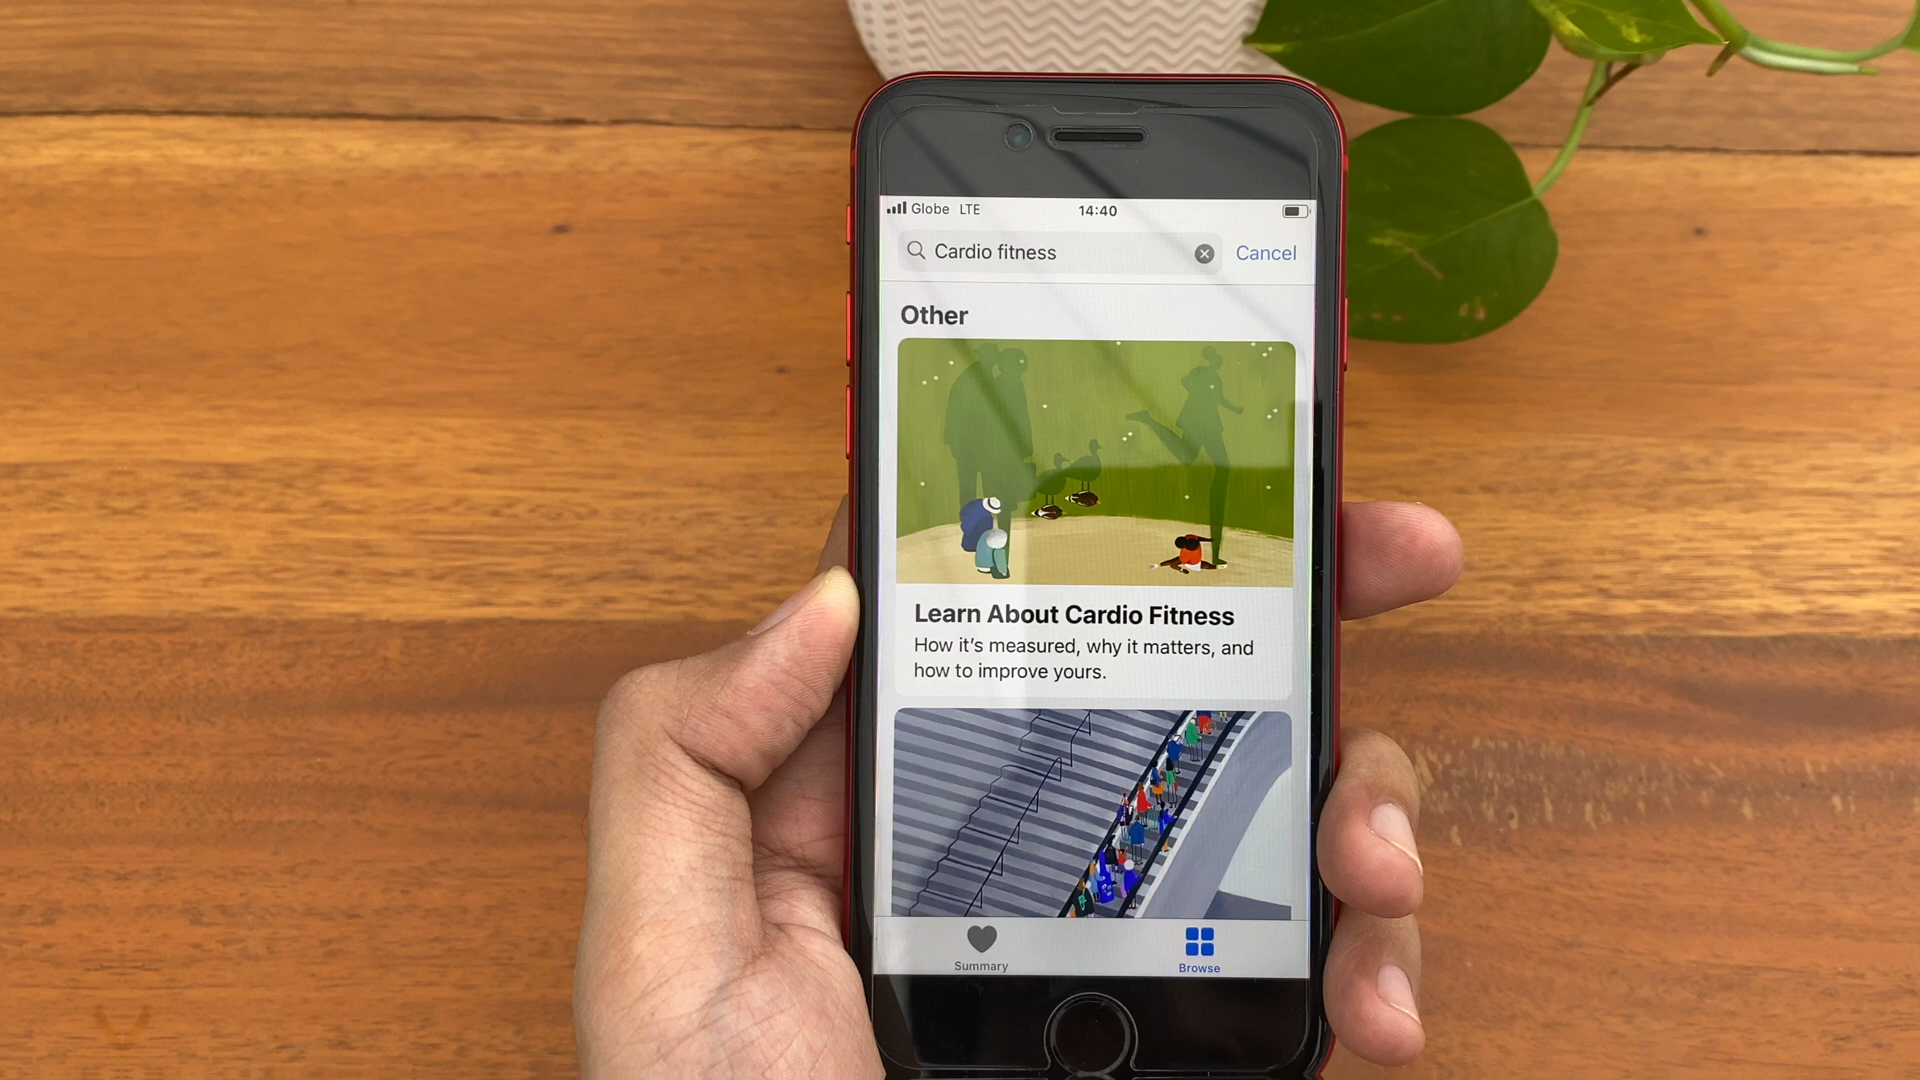 Globe LTE 14:40
Cardio fitness Cancel
Other
Learn About Cardio Fitness
How it’s measured, why it matters, and
how to improve yours.
Summary Browse